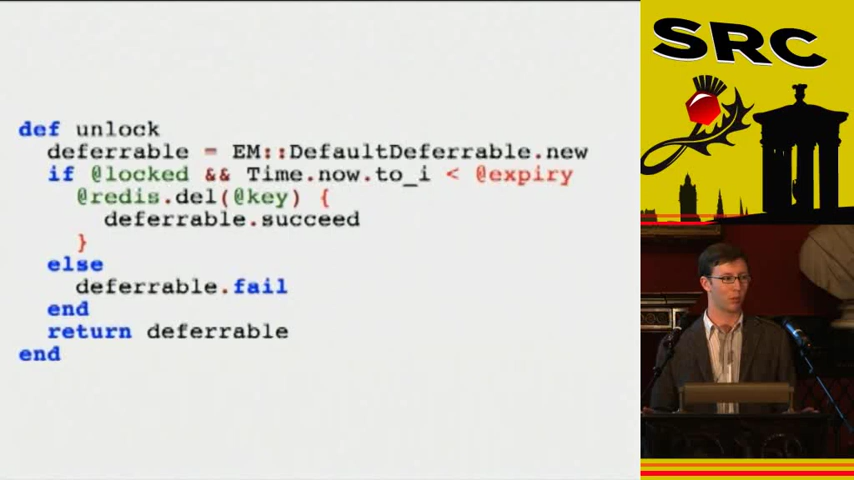 def unlock
  deferrable = EM::DefaultDeferrable.new
  if @locked && Time.now.to_i < @expiry
    @redis.del(@key) {
      deferrable.succeed
    }
  else
    deferrable.fail
  end
  return deferrable
end
SRC